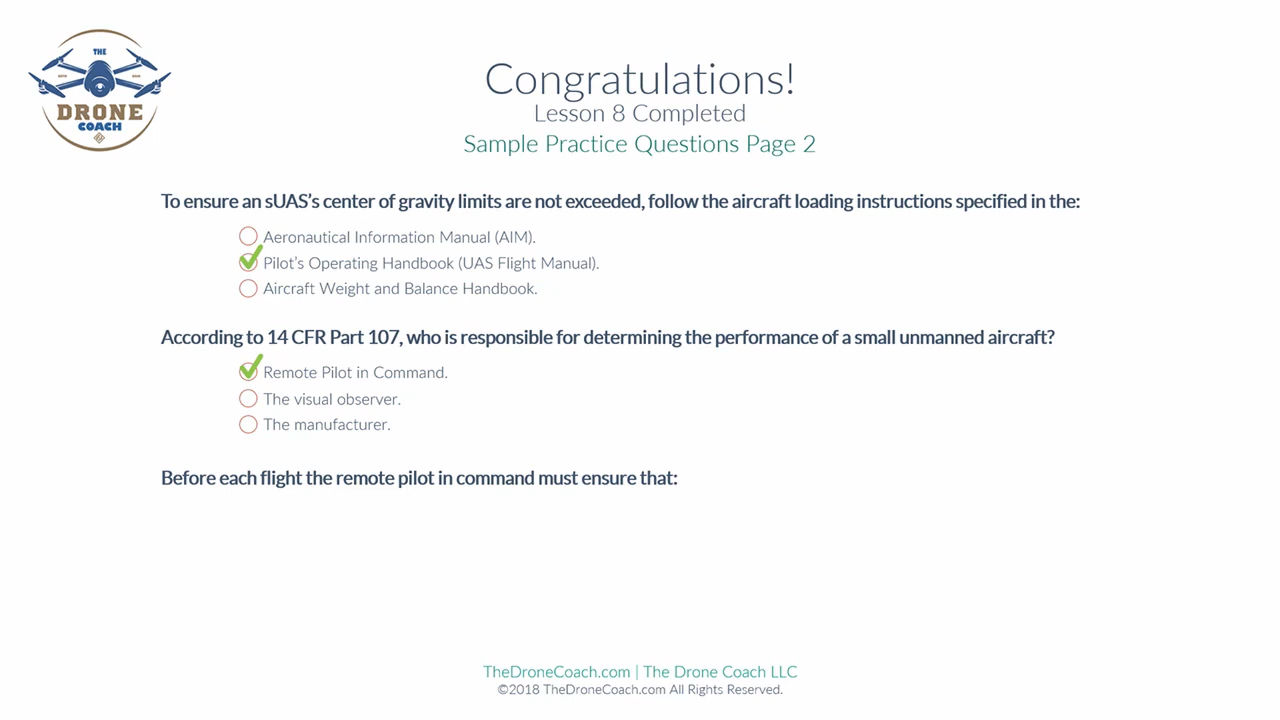 THE
DRONE
COACH
Congratulations!
Lesson 8 Completed
Sample Practice Questions Page 2
To ensure an sUAS’s center of gravity limits are not exceeded, follow the aircraft loading instructions specified in the:
Aeronautical Information Manual (AIM).
Pilot’s Operating Handbook (UAS Flight Manual).
Aircraft Weight and Balance Handbook.
According to 14 CFR Part 107, who is responsible for determining the performance of a small unmanned aircraft?
Remote Pilot in Command.
The visual observer.
The manufacturer.
Before each flight the remote pilot in command must ensure that:
TheDroneCoach.com | The Drone Coach LLC
©2018 TheDroneCoach.com All Rights Reserved.